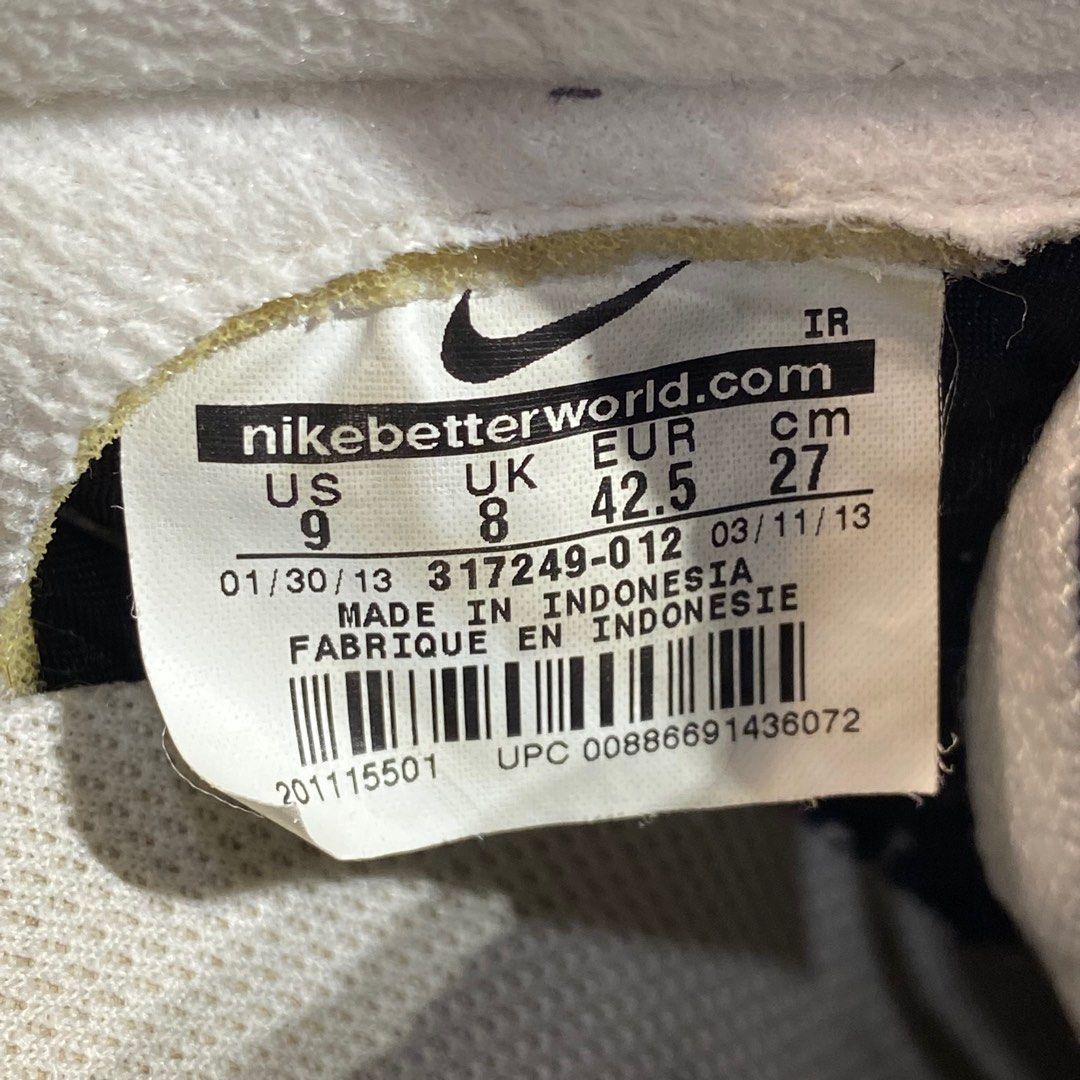 IR
nikebetterworld.com
US UK EUR cm
9 8 42.5 27
01/30/13 317249-012 03/11/13
MADE IN INDONESIA
FABRIQUE EN INDONESIE
201115501 UPC 00886691436072